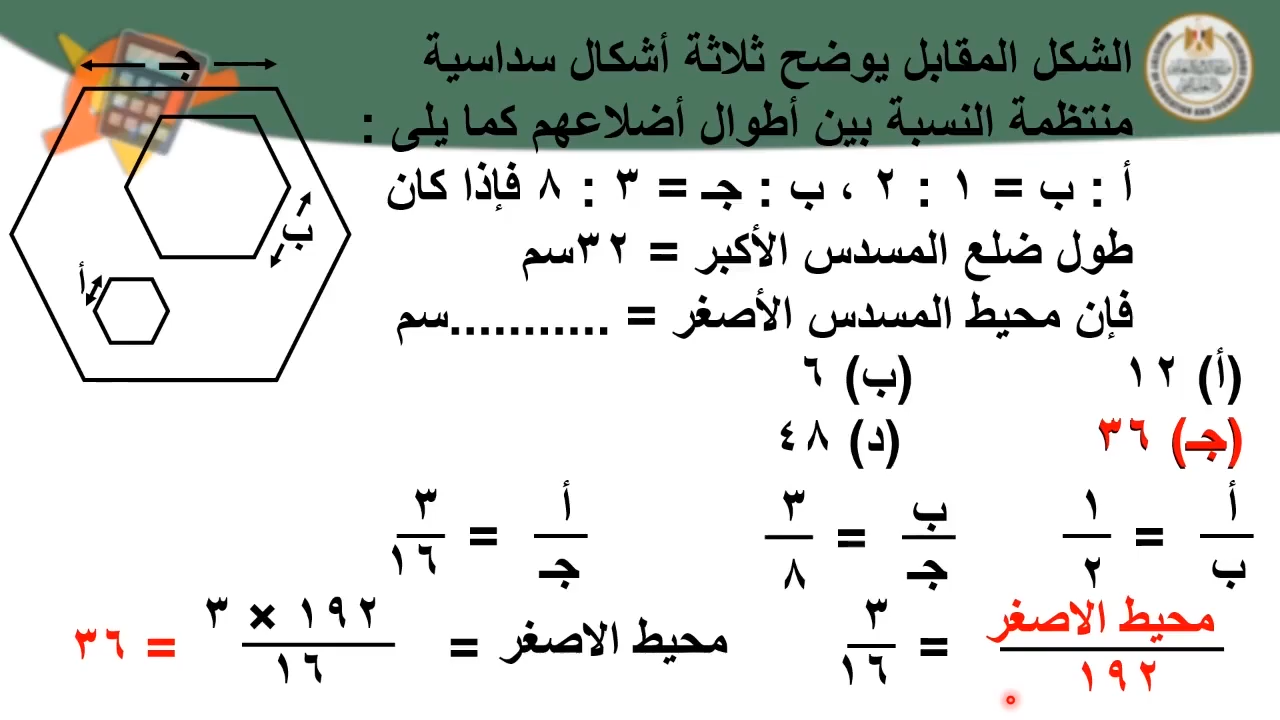 الشكل المقابل يوضح ثلاثة أشكال سداسية
منتظمة النسبة بين أطوال أضلاعهم كما يلى :
أ : ب = ١ : ٢ ، ب : جـ = ٣ : ٨ فإذا كان
طول ضلع المسدس الأكبر = ٣٢سم
فإن محيط المسدس الأصغر = ...........سم
جـ
ب
أ
(أ) ١٢ (ب) ٦
(جـ) ٣٦ (د) ٤٨
أ / ب = ١ / ٢ ب / جـ = ٣ / ٨ أ / جـ = ٣ / ١٦
محيط الاصغر / ١٩٢ = ٣ / ١٦ محيط الاصغر = ١٩٢ × ٣ / ١٦ = ٣٦